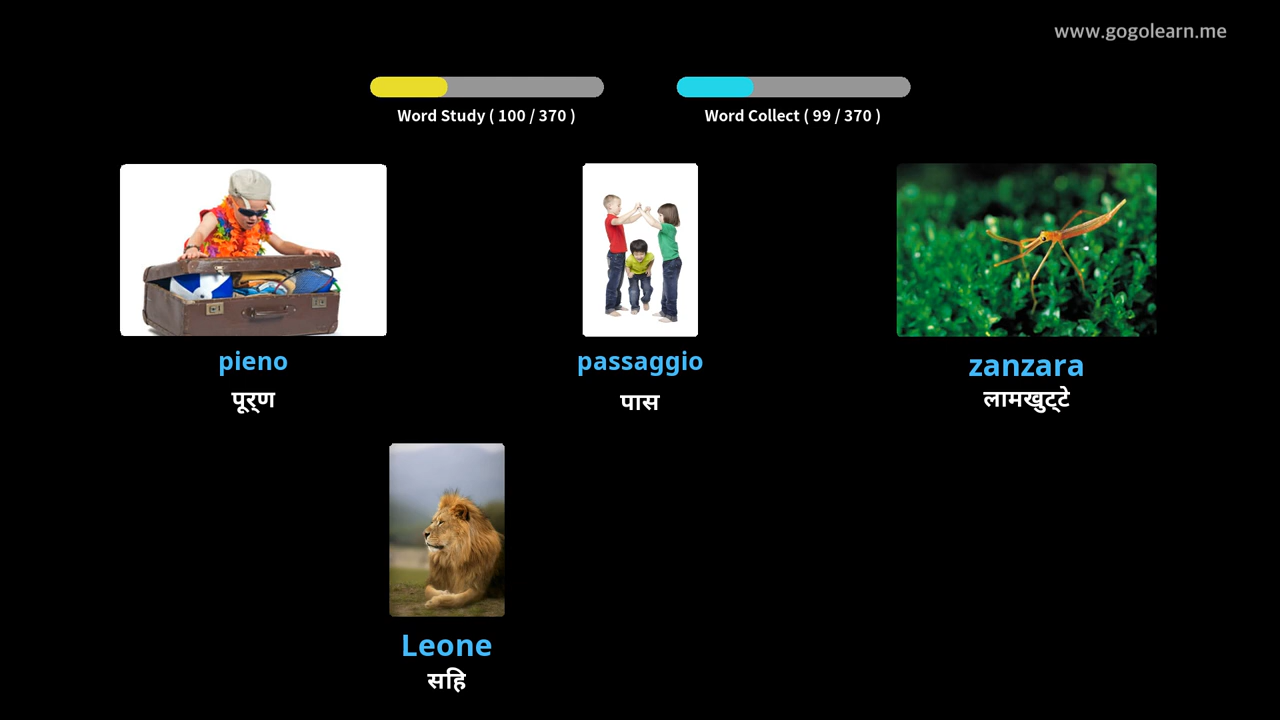 www.gogolearn.me
Word Study ( 100 / 370 )
Word Collect ( 99 / 370 )
pieno
passaggio
zanzara
पूर्ण
पास
लामखुट्टे
Leone
सहि